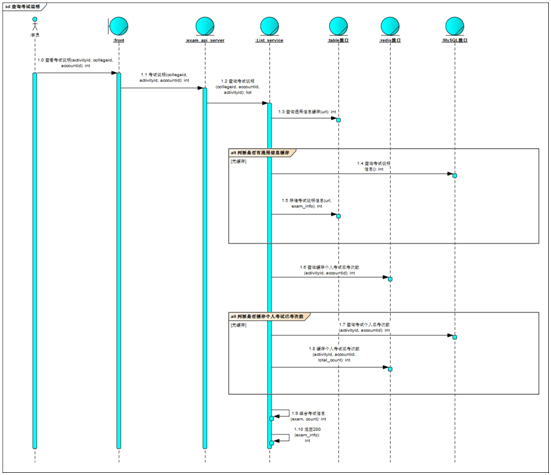 sd 查询考试说明
:学员
:front
:exam_api_server
:List_service
:table接口
:redis接口
:MySQL接口
1.0 查看考试说明(activityid, collegeid,
accountid): int
1.1 考试说明(collegeid,
activityid, accountid): int
1.2 查询考试说明
(collegeid, accountid,
activityid): list
1.3 查询通用信息缓存(url): int
alt 判断是否有通用信息缓存
[无缓存]
1.4 查询考试说明
信息(): int
1.5 存储考试说明信息(url,
exam_info): int
1.6 查询缓存个人考试已考次数
(activityid, accountid): int
alt 判断是否缓存个人考试已考次数
[无缓存]
1.7 查询考试个人已考次数
(activityid, accountid): int
1.8 缓存个人考试已考次数
(activityid, accountid,
total_count): int
1.9 组合考试信息
(exam, count): int
1.10 返回200
(exam_info):
int